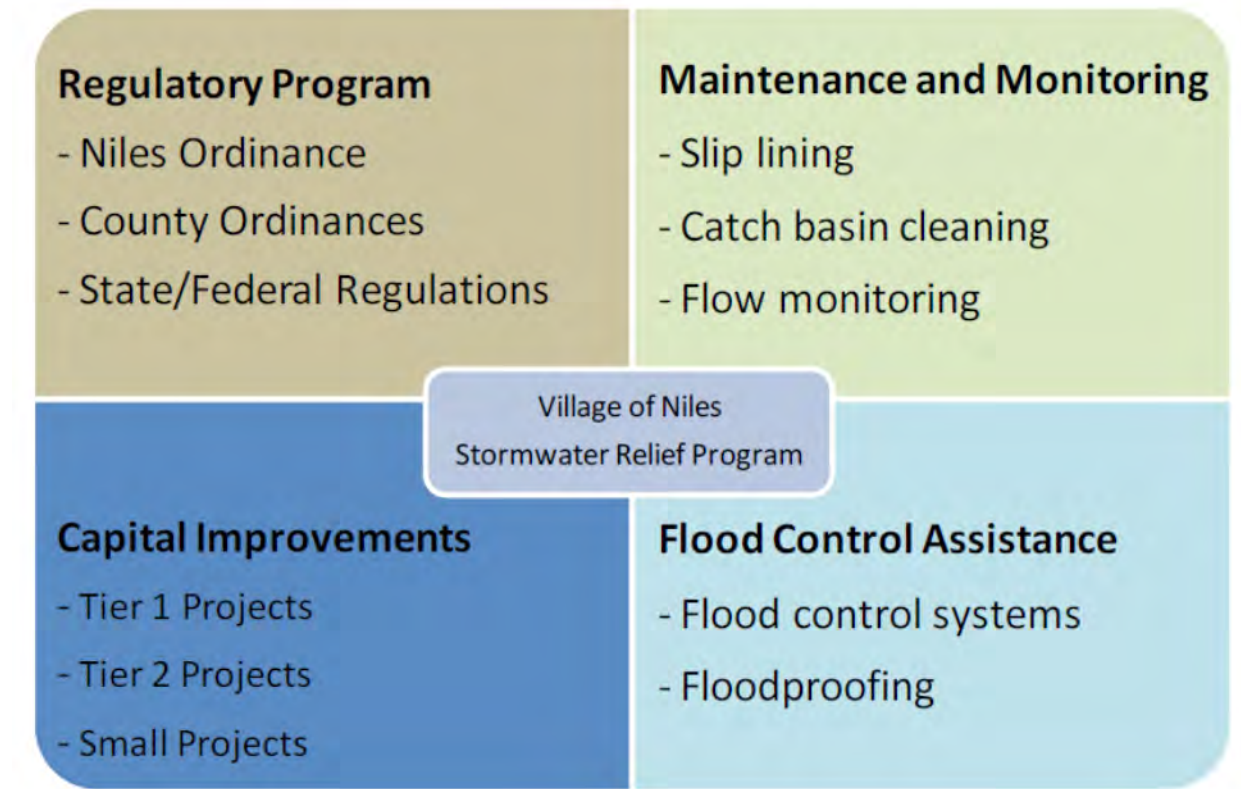 Regulatory Program
- Niles Ordinance
- County Ordinances
- State/Federal Regulations
Maintenance and Monitoring
- Slip lining
- Catch basin cleaning
- Flow monitoring
Village of Niles
Stormwater Relief Program
Capital Improvements
- Tier 1 Projects
- Tier 2 Projects
- Small Projects
Flood Control Assistance
- Flood control systems
- Floodproofing